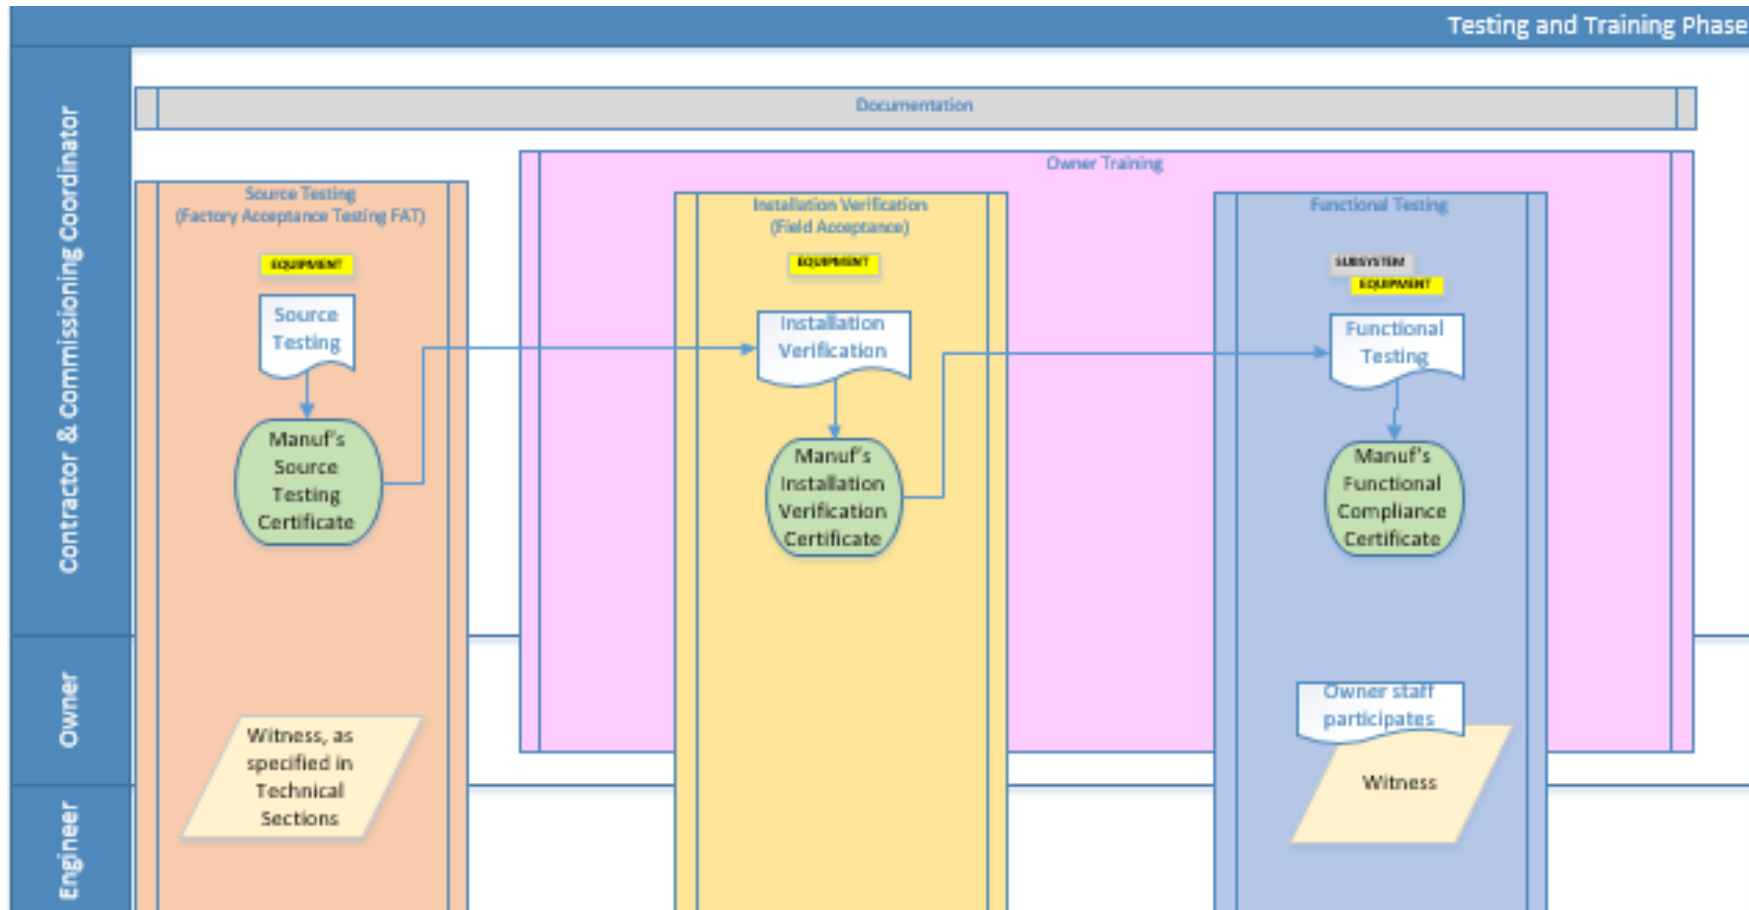 Testing and Training Phase
Contractor & Commissioning Coordinator
Documentation
Owner Training
Source Testing
(Factory Acceptance Testing FAT)
EQUIPMENT
Source
Testing
Manuf's
Source
Testing
Certificate
Installation Verification
(Field Acceptance)
EQUIPMENT
Installation
Verification
Manuf's
Installation
Verification
Certificate
Functional Testing
SUBSYSTEM
EQUIPMENT
Functional
Testing
Manuf's
Functional
Compliance
Certificate
Owner
Witness, as
specified in
Technical
Sections
Owner staff
participates
Witness
Engineer